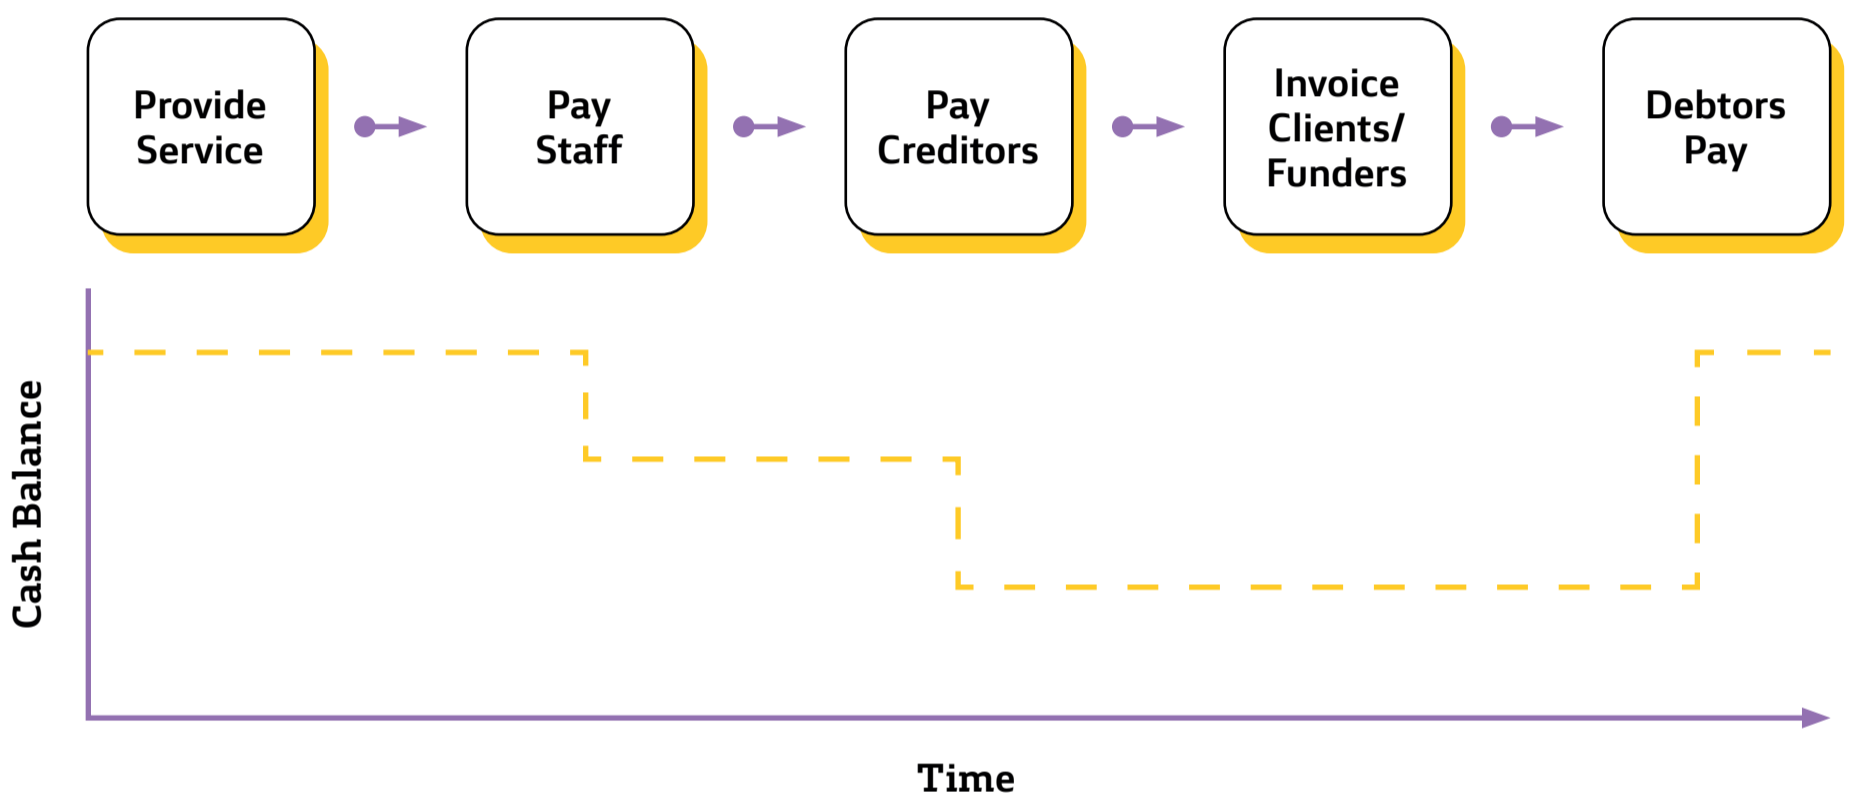 Provide
Service
Pay
Staff
Pay
Creditors
Invoice
Clients/
Funders
Debtors
Pay
Cash Balance
Time